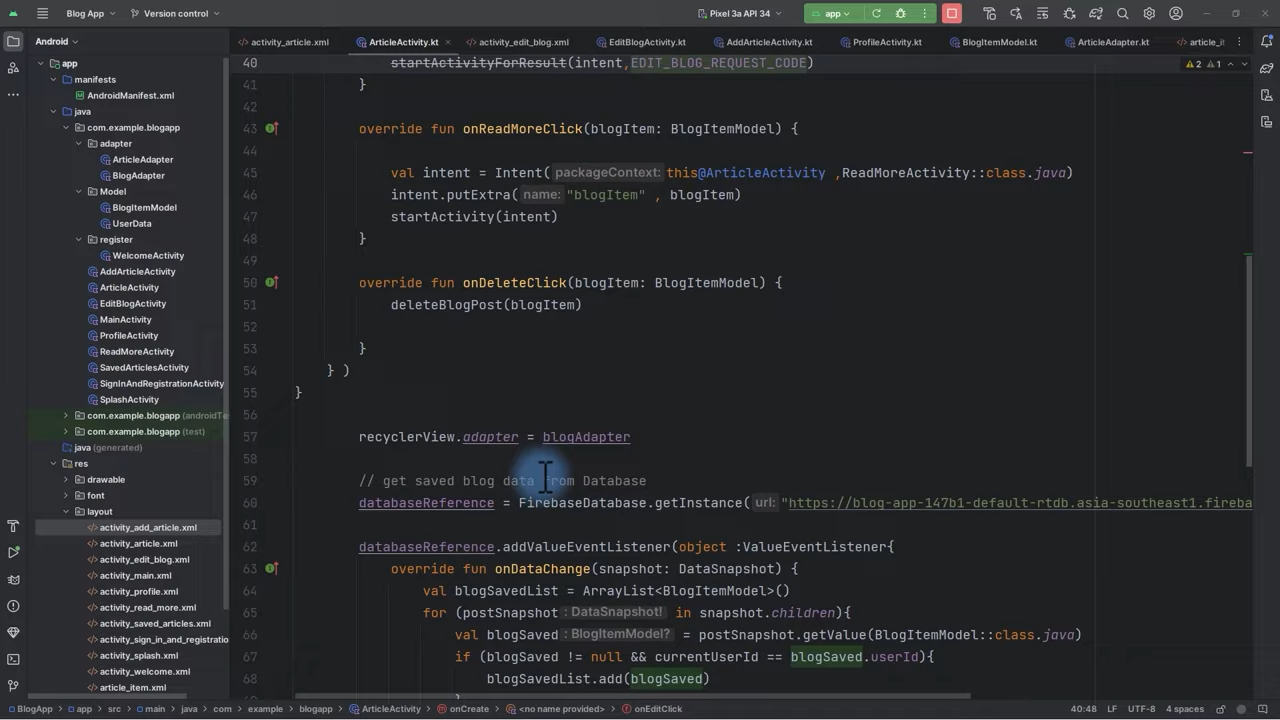 Blog App
Version control
Pixel 3a API 34
app
Android
activity_article.xml
ArticleActivity.kt
activity_edit_blog.xml
EditBlogActivity.kt
AddArticleActivity.kt
ProfileActivity.kt
BlogItemModel.kt
ArticleAdapter.kt
article_i
app
manifests
AndroidManifest.xml
java
com.example.blogapp
adapter
ArticleAdapter
BlogAdapter
Model
BlogItemModel
UserData
register
WelcomeActivity
AddArticleActivity
ArticleActivity
EditBlogActivity
MainActivity
ProfileActivity
ReadMoreActivity
SavedArticlesActivity
SignInAndRegistrationActivity
SplashActivity
com.example.blogapp (androidTe
com.example.blogapp (test)
java (generated)
res
drawable
font
layout
activity_add_article.xml
activity_article.xml
activity_edit_blog.xml
activity_main.xml
activity_profile.xml
activity_read_more.xml
activity_saved_articles.xml
activity_sign_in_and_registratio
activity_splash.xml
activity_welcome.xml
article_item.xml
2 1
40 startActivityForResult(intent,EDIT_BLOG_REQUEST_CODE)
41 }
42
43 override fun onReadMoreClick(blogItem: BlogItemModel) {
44
45 val intent = Intent( packageContext: this@ArticleActivity ,ReadMoreActivity::class.java)
46 intent.putExtra( name: "blogItem" , blogItem)
47 startActivity(intent)
48 }
49
50 override fun onDeleteClick(blogItem: BlogItemModel) {
51 deleteBlogPost(blogItem)
52
53 }
54 } )
55 }
56
57 recyclerView.adapter = blogAdapter
58
59 // get saved blog data from Database
60 databaseReference = FirebaseDatabase.getInstance( url: "https://blog-app-147b1-default-rtdb.asia-southeast1.fireba
61
62 databaseReference.addValueEventListener(object :ValueEventListener{
63 override fun onDataChange(snapshot: DataSnapshot) {
64 val blogSavedList = ArrayList<BlogItemModel>()
65 for (postSnapshot : DataSnapshot! in snapshot.children){
66 val blogSaved : BlogItemModel? = postSnapshot.getValue(BlogItemModel::class.java)
67 if (blogSaved != null && currentUserId == blogSaved.userId){
68 blogSavedList.add(blogSaved)
BlogApp > app > src > main > java > com > example > blogapp > ArticleActivity > onCreate > <no name provided> > onEditClick
40:48 LF UTF-8 4 spaces